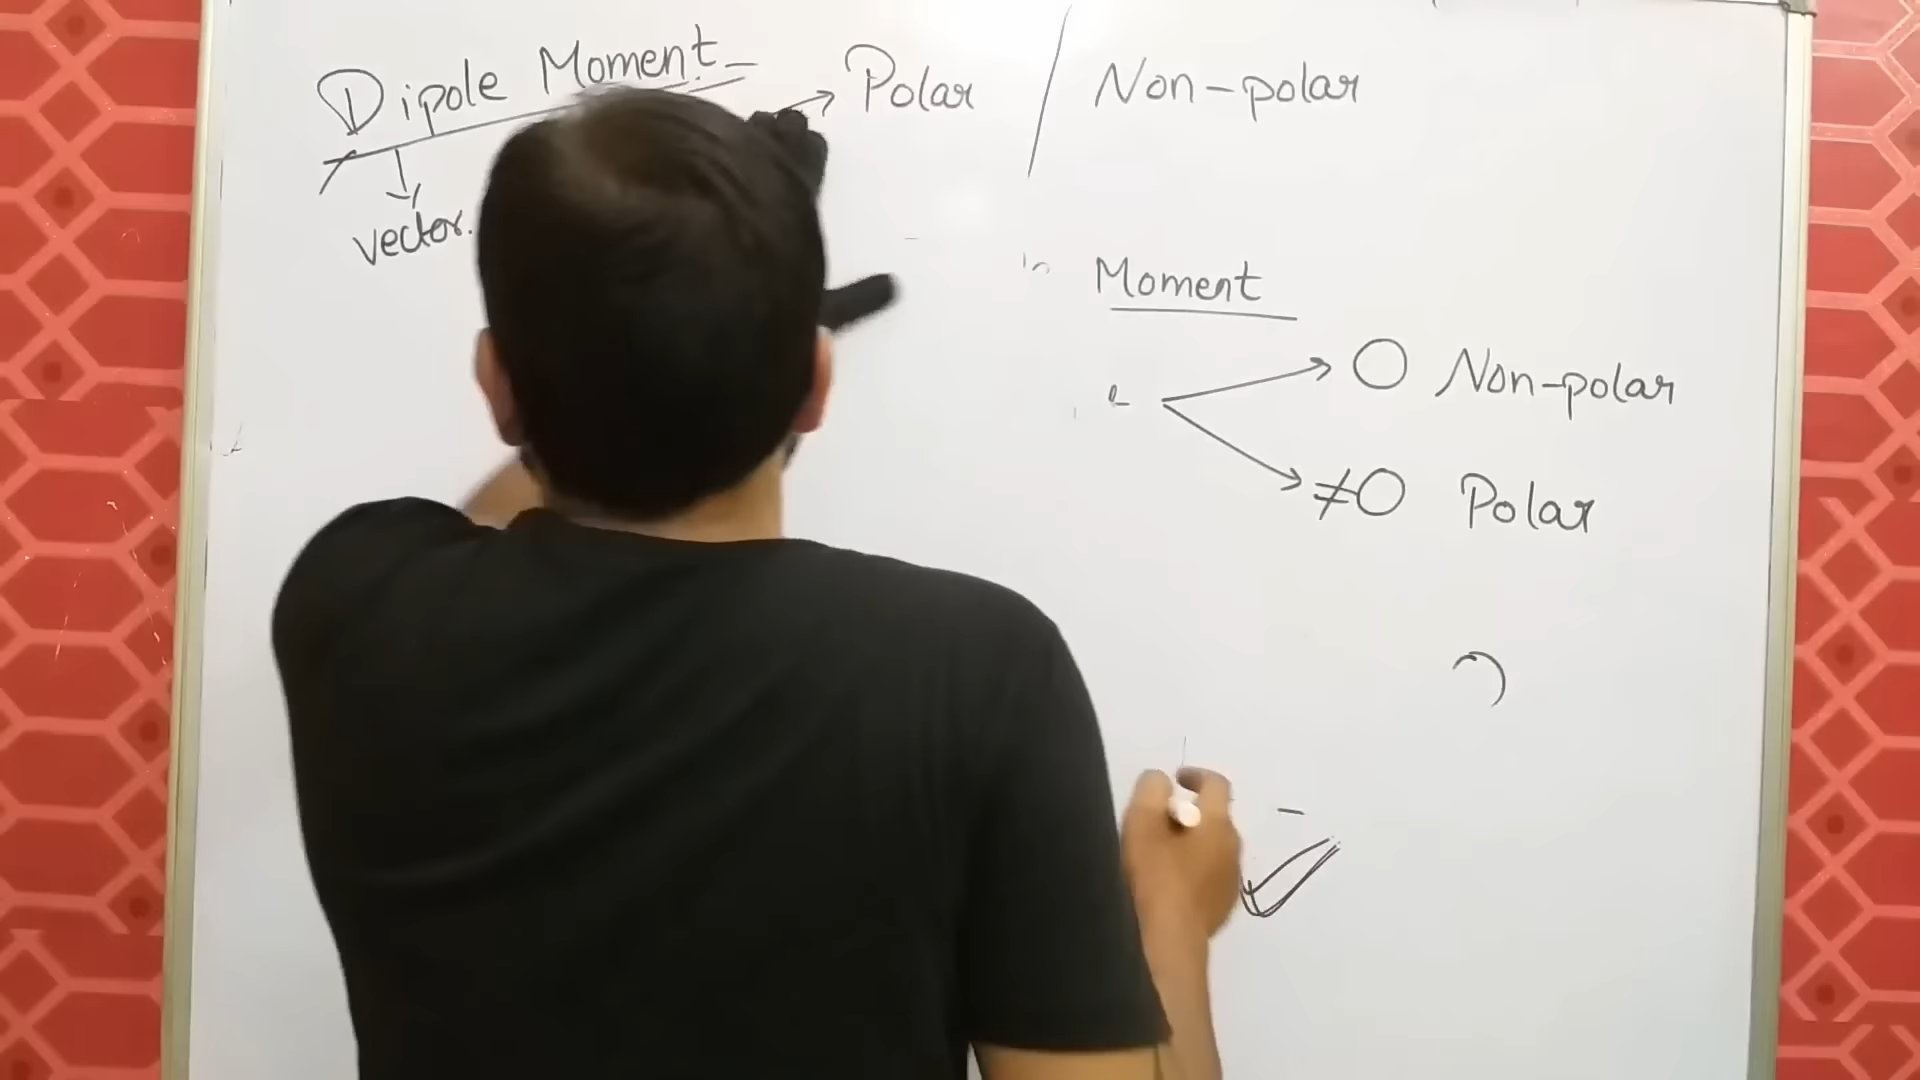 Dipole Moment → Polar / Non-polar
vector.
Moment
→ 0 Non-polar
→ ≠0 Polar